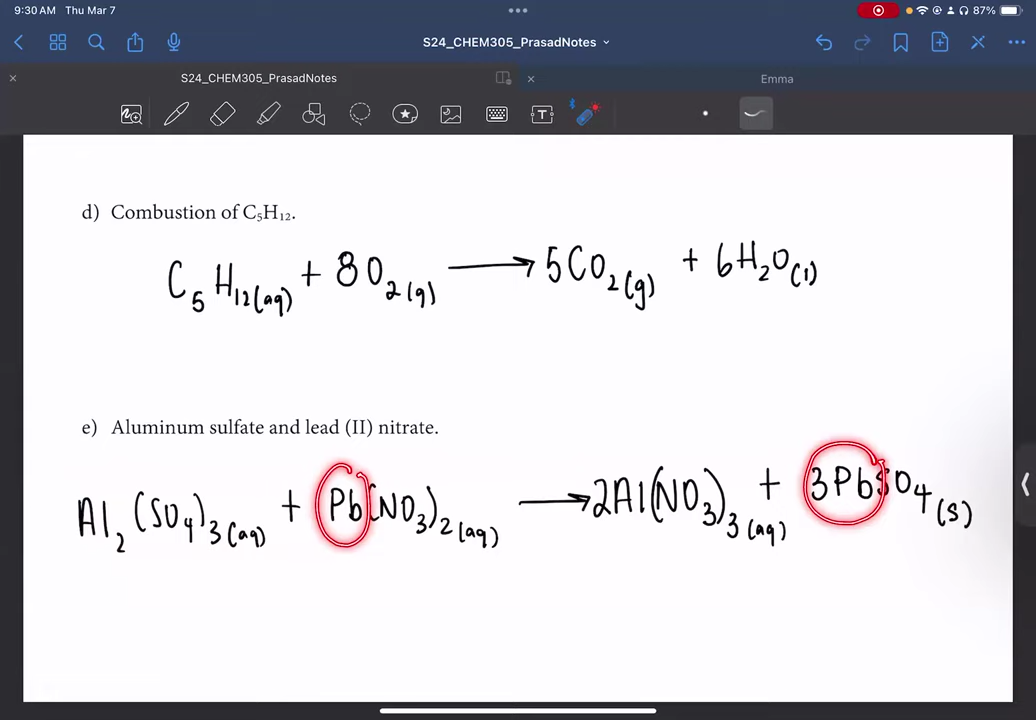 9:30 AM Thu Mar 7
87%
S24_CHEM305_PrasadNotes
S24_CHEM305_PrasadNotes
Emma
d) Combustion of C₅H₁₂.
C₅H₁₂(aq) + 8O₂(g) → 5CO₂(g) + 6H₂O(l)
e) Aluminum sulfate and lead (II) nitrate.
Al₂(SO₄)₃(aq) + Pb(NO₃)₂(aq) → 2Al(NO₃)₃(aq) + 3PbSO₄(s)